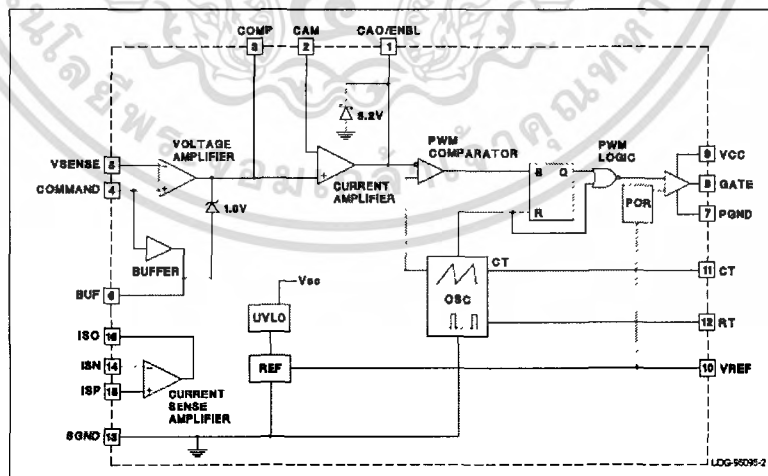 COMP
CAM
CAO/ENBL
3
2
1
5.2V
VOLTAGE
AMPLIFIER
PWM
COMPARATOR
PWM
LOGIC
VSENSE
5
COMMAND
4
1.0V
CURRENT
AMPLIFIER
S Q
R
POR
9 VCC
8 GATE
7 PGND
BUFFER
BUF
6
Vcc
UVLO
OSC
CT
11 CT
12 RT
ISO
16
ISN
14
ISP
15
CURRENT
SENSE
AMPLIFIER
REF
10 VREF
SGND
13
UDG-95095-2